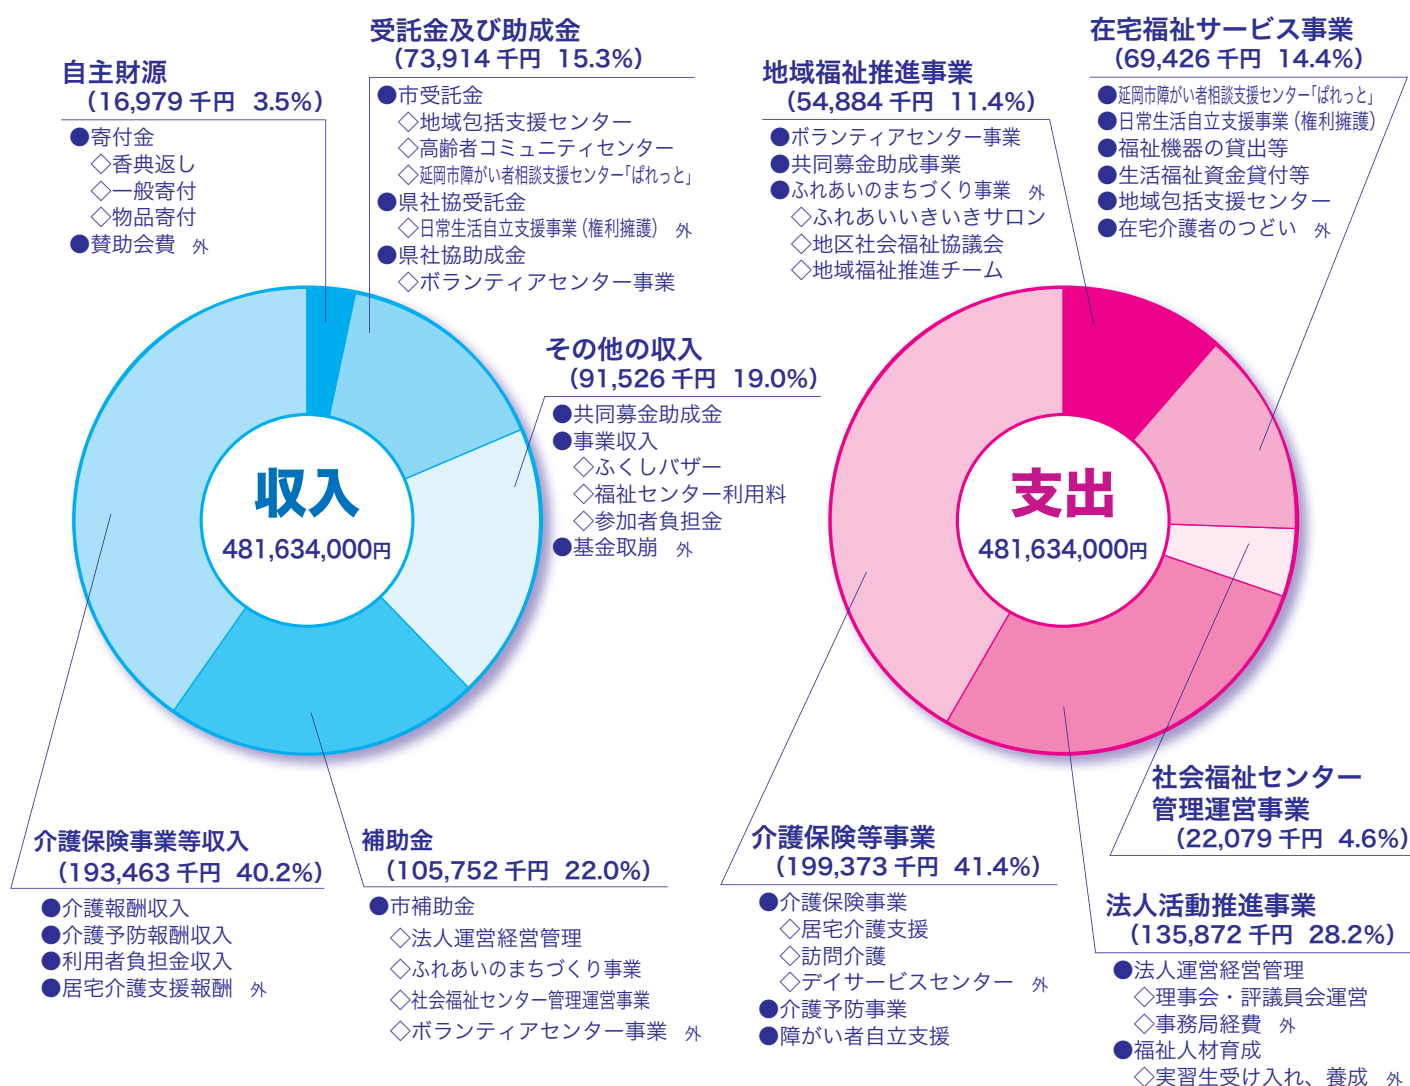 自主財源
（16,979 千円 3.5%）
●寄付金
◇香典返し
◇一般寄付
◇物品寄付
●賛助会費 外
受託金及び助成金
（73,914 千円 15.3%）
●市受託金
◇地域包括支援センター
◇高齢者コミュニティセンター
◇延岡市障がい者相談支援センター「ぱれっと」
●県社協受託金
◇日常生活自立支援事業（権利擁護） 外
●県社協助成金
◇ボランティアセンター事業
その他の収入
（91,526 千円 19.0%）
●共同募金助成金
●事業収入
◇ふくしバザー
◇福祉センター利用料
◇参加者負担金
●基金取崩 外
収入
481,634,000円
介護保険事業等収入
（193,463 千円 40.2%）
●介護報酬収入
●介護予防報酬収入
●利用者負担金収入
●居宅介護支援報酬 外
補助金
（105,752 千円 22.0%）
●市補助金
◇法人運営経営管理
◇ふれあいのまちづくり事業
◇社会福祉センター管理運営事業
◇ボランティアセンター事業 外
地域福祉推進事業
（54,884 千円 11.4%）
●ボランティアセンター事業
●共同募金助成事業
●ふれあいのまちづくり事業 外
◇ふれあいいきいきサロン
◇地区社会福祉協議会
◇地域福祉推進チーム
在宅福祉サービス事業
（69,426 千円 14.4%）
●延岡市障がい者相談支援センター「ぱれっと」
●日常生活自立支援事業（権利擁護）
●福祉機器の貸出等
●生活福祉資金貸付等
●地域包括支援センター
●在宅介護者のつどい 外
支出
481,634,000円
社会福祉センター
管理運営事業
（22,079 千円 4.6%）
介護保険等事業
（199,373 千円 41.4%）
●介護保険事業
◇居宅介護支援
◇訪問介護
◇デイサービスセンター 外
●介護予防事業
●障がい者自立支援
法人活動推進事業
（135,872 千円 28.2%）
●法人運営経営管理
◇理事会・評議員会運営
◇事務局経費 外
●福祉人材育成
◇実習生受け入れ、養成 外